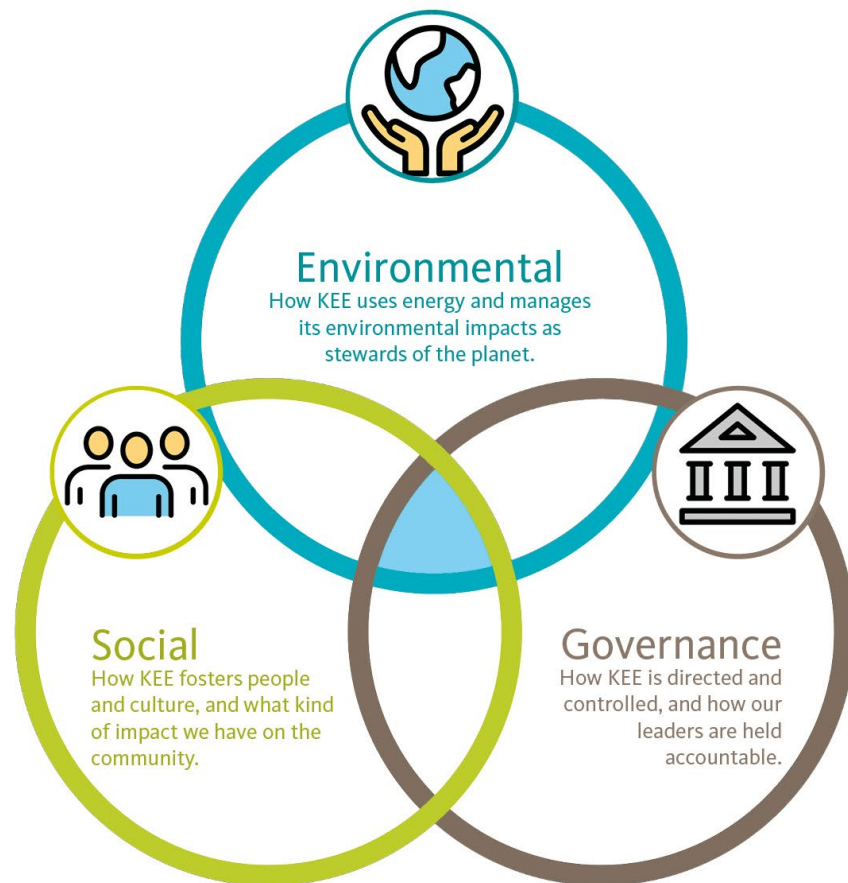 Environmental
How KEE uses energy and manages
its environmental impacts as
stewards of the planet.
Social
How KEE fosters people
and culture, and what kind
of impact we have on the
community.
Governance
How KEE is directed and
controlled, and how our
leaders are held
accountable.